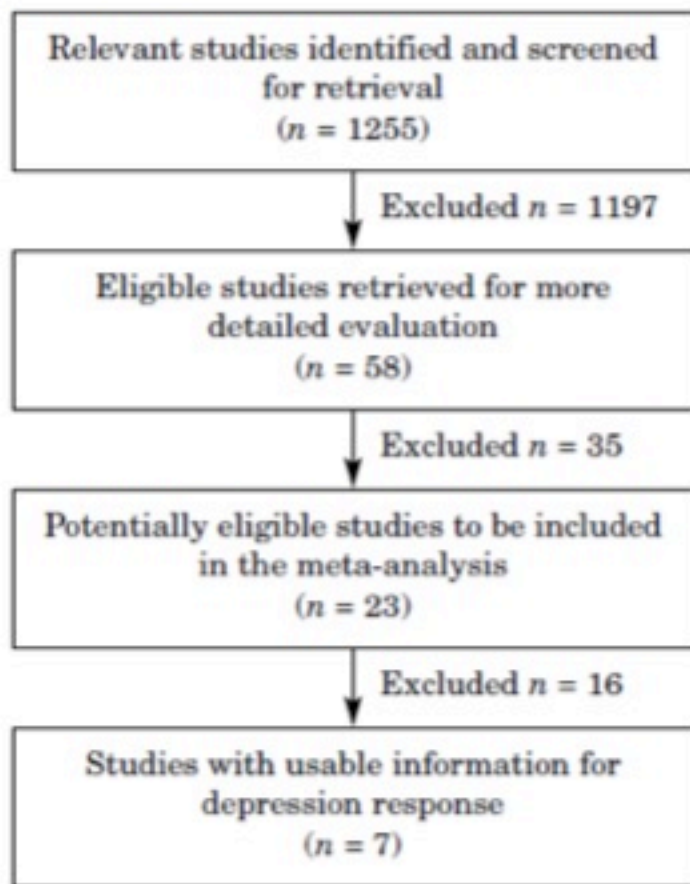 Relevant studies identified and screened
for retrieval
(n = 1255)
Excluded n = 1197
Eligible studies retrieved for more
detailed evaluation
(n = 58)
Excluded n = 35
Potentially eligible studies to be included
in the meta-analysis
(n = 23)
Excluded n = 16
Studies with usable information for
depression response
(n = 7)